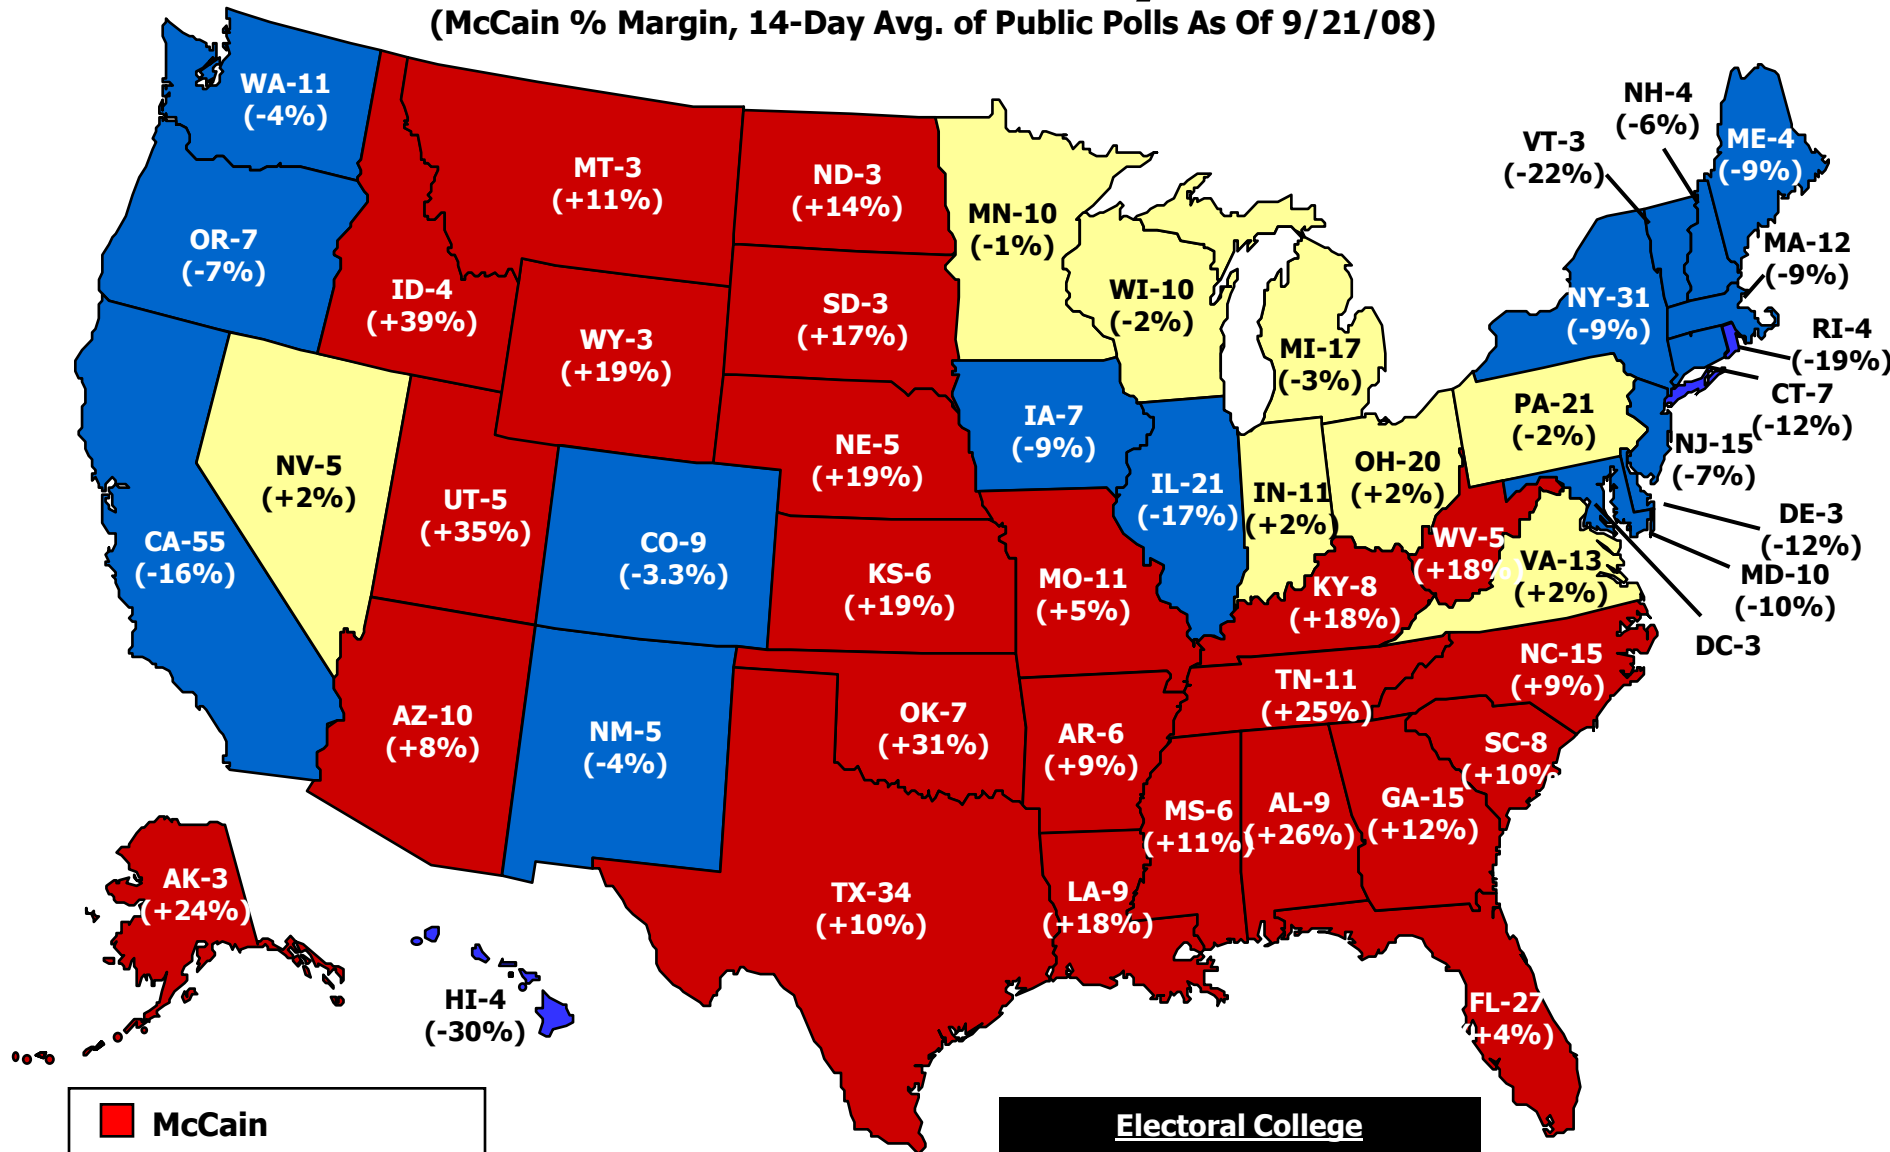 (McCain % Margin, 14-Day Avg. of Public Polls As Of 9/21/08)
WA-11
(-4%)
OR-7
(-7%)
CA-55
(-16%)
NV-5
(+2%)
ID-4
(+39%)
MT-3
(+11%)
WY-3
(+19%)
UT-5
(+35%)
CO-9
(-3.3%)
AZ-10
(+8%)
NM-5
(-4%)
ND-3
(+14%)
SD-3
(+17%)
NE-5
(+19%)
KS-6
(+19%)
OK-7
(+31%)
TX-34
(+10%)
MN-10
(-1%)
IA-7
(-9%)
MO-11
(+5%)
AR-6
(+9%)
LA-9
(+18%)
WI-10
(-2%)
IL-21
(-17%)
MI-17
(-3%)
IN-11
(+2%)
OH-20
(+2%)
KY-8
(+18%)
TN-11
(+25%)
MS-6
(+11%)
AL-9
(+26%)
GA-15
(+12%)
FL-27
(+4%)
SC-8
(+10%
NC-15
(+9%)
VA-13
(+2%)
WV-5
(+18%)
PA-21
(-2%)
NY-31
(-9%)
VT-3
(-22%)
NH-4
(-6%)
ME-4
(-9%)
MA-12
(-9%)
RI-4
(-19%)
CT-7
(-12%)
NJ-15
(-7%)
DE-3
(-12%)
MD-10
(-10%)
DC-3
AK-3
(+24%)
HI-4
(-30%)
McCain
Electoral College